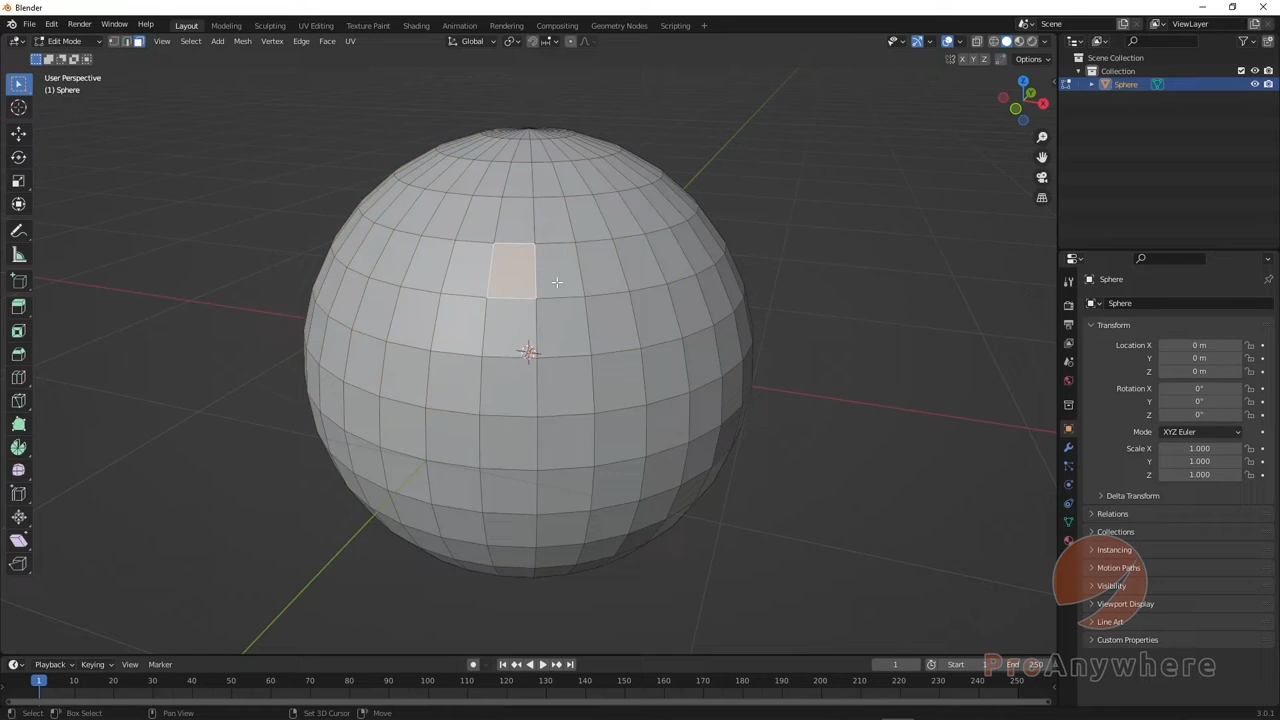 Blender
File Edit Render Window Help Layout Modeling Sculpting UV Editing Texture Paint Shading Animation Rendering Compositing Geometry Nodes Scripting + Scene ViewLayer
Edit Mode View Select Add Mesh Vertex Edge Face UV Global
X Y Z Options
User Perspective
(1) Sphere
Z Y X
Scene Collection
Collection
Sphere
Sphere
Sphere
Transform
Location X 0 m
Y 0 m
Z 0 m
Rotation X 0°
Y 0°
Z 0°
Mode XYZ Euler
Scale X 1.000
Y 1.000
Z 1.000
Delta Transform
Relations
Collections
Instancing
Motion Paths
Visibility
Viewport Display
Line Art
Custom Properties
Playback Keying View Marker 1 Start 1 End 250
ProAnywhere
1 10 20 30 40 50 60 70 80 90 100 110 120 130 140 150 160 170 180 190 200 210 220 230 240 250
Select Box Select Pan View Set 3D Cursor Move 3.0.1